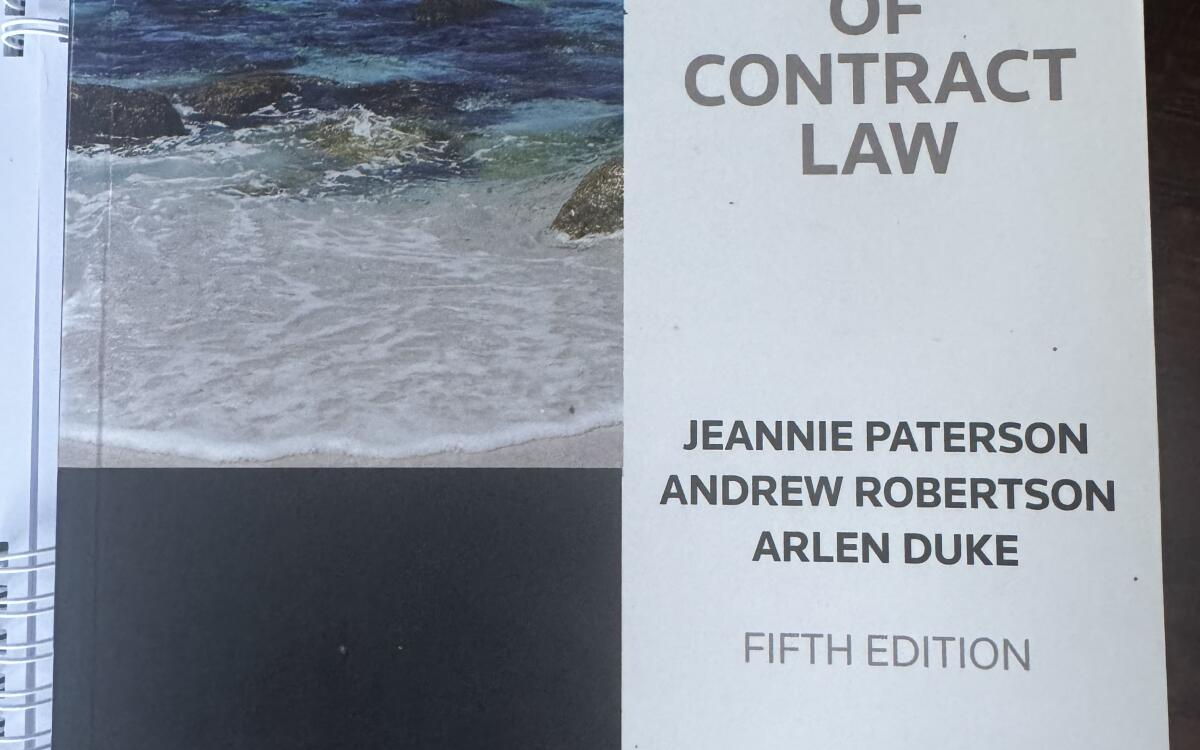 OF
CONTRACT
LAW
JEANNIE PATERSON
ANDREW ROBERTSON
ARLEN DUKE
FIFTH EDITION